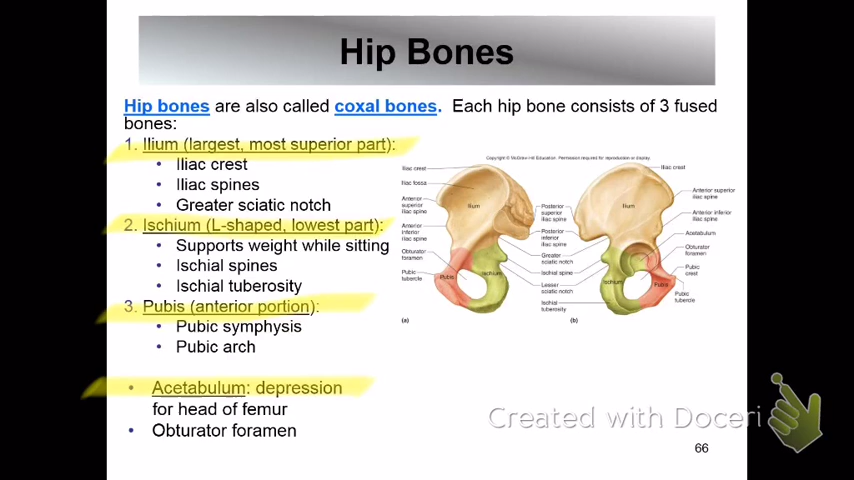 Hip Bones
Hip bones are also called coxal bones. Each hip bone consists of 3 fused
bones:
1. Ilium (largest, most superior part):
• Iliac crest
• Iliac spines
• Greater sciatic notch
2. Ischium (L-shaped, lowest part):
• Supports weight while sitting
• Ischial spines
• Ischial tuberosity
3. Pubis (anterior portion):
• Pubic symphysis
• Pubic arch
• Acetabulum: depression
for head of femur
• Obturator foramen
Copyright © McGraw-Hill Education. Permission required for reproduction or display
Iliac crest
Iliac fossa
Anterior
superior
iliac spine
Anterior
inferior
iliac spine
Obturator
foramen
Pubic
tubercle
Ilium
Ischium
Pubis
(a)
Posterior
superior
iliac spine
Posterior
inferior
iliac spine
Greater
sciatic notch
Ischial spine
Lesser
sciatic notch
Ischial
tuberosity
Iliac crest
Anterior superior
iliac spine
Anterior inferior
iliac spine
Acetabulum
Obturator
foramen
Pubic
crest
Pubic
tubercle
Ilium
Ischium
Pubis
(b)
Created with Doceri
66